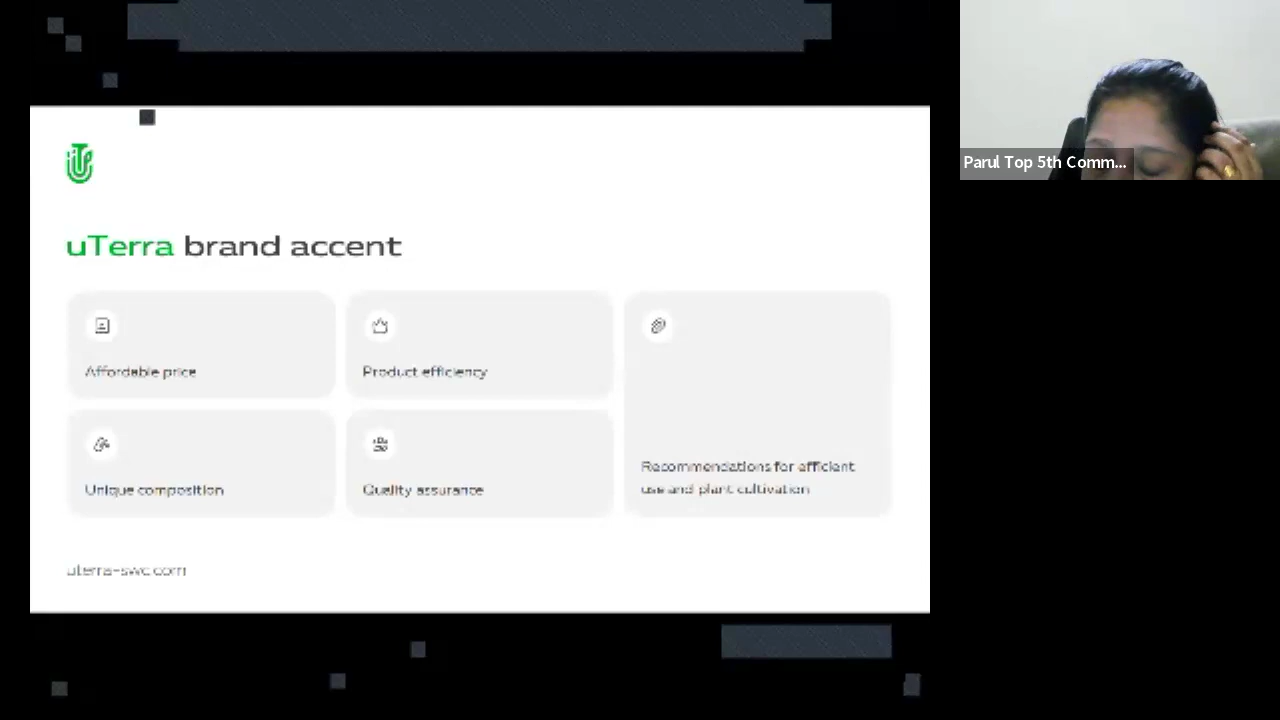 uTerra brand accent
Affordable price
Product efficiency
Unique composition
Quality assurance
Recommendations for efficient
use and plant cultivation
uterra-swc.com
Parul Top 5th Comm...